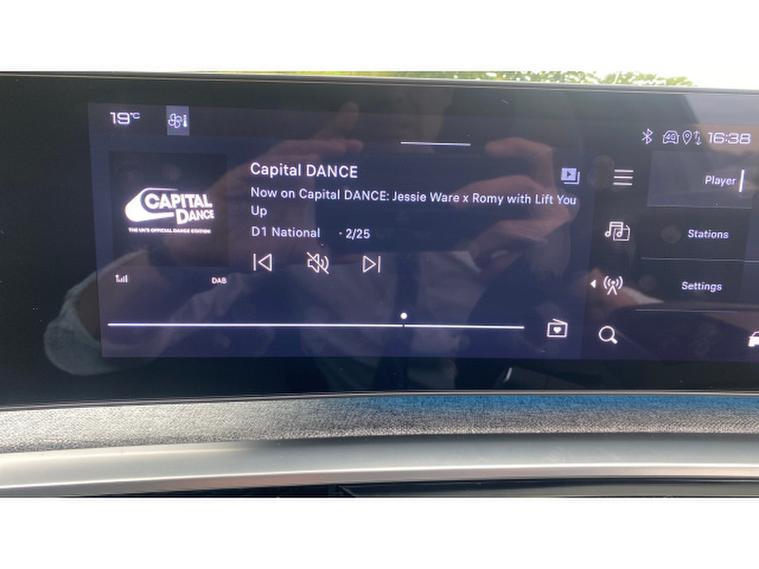 19°C
4G
16:38
CAPITAL
DANCE
THE UK'S OFFICIAL DANCE STATION
Capital DANCE
Now on Capital DANCE: Jessie Ware x Romy with Lift You
Up
D1 National · 2/25
DAB
Player
Stations
Settings